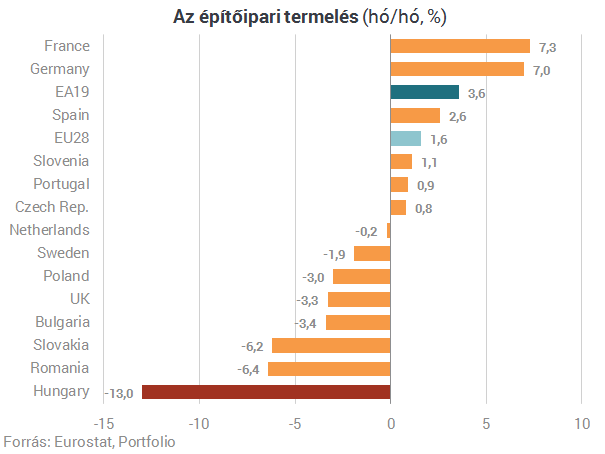 Az építőipari termelés (hó/hó, %)
France 7,3
Germany 7,0
EA19 3,6
Spain 2,6
EU28 1,6
Slovenia 1,1
Portugal 0,9
Czech Rep. 0,8
Netherlands -0,2
Sweden -1,9
Poland -3,0
UK -3,3
Bulgaria -3,4
Slovakia -6,2
Romania -6,4
Hungary -13,0
-15 -10 -5 0 5 10
Forrás: Eurostat, Portfolio